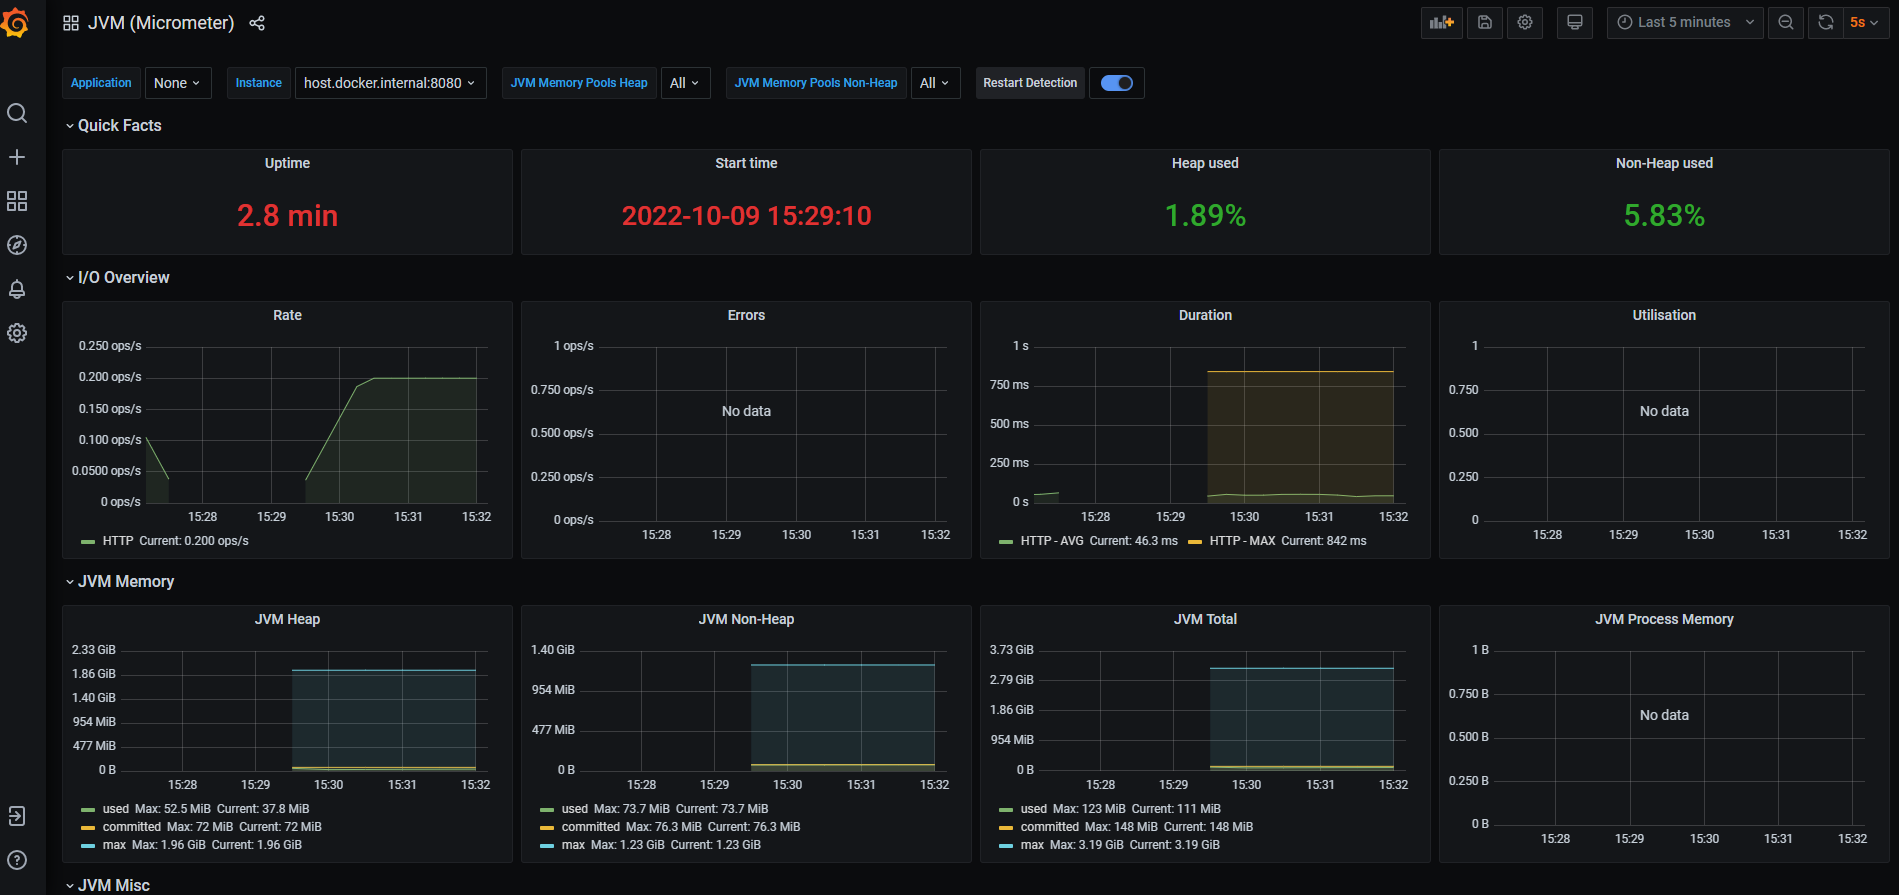 JVM (Micrometer)
Last 5 minutes
5s
Application None Instance host.docker.internal:8080 JVM Memory Pools Heap All JVM Memory Pools Non-Heap All Restart Detection
Quick Facts
Uptime
2.8 min
Start time
2022-10-09 15:29:10
Heap used
1.89%
Non-Heap used
5.83%
I/O Overview
Rate
0.250 ops/s
0.200 ops/s
0.150 ops/s
0.100 ops/s
0.0500 ops/s
0 ops/s
15:28 15:29 15:30 15:31 15:32
HTTP Current: 0.200 ops/s
Errors
1 ops/s
0.750 ops/s
No data
0.500 ops/s
0.250 ops/s
0 ops/s
15:28 15:29 15:30 15:31 15:32
Duration
1 s
750 ms
500 ms
250 ms
0 s
15:28 15:29 15:30 15:31 15:32
HTTP - AVG Current: 46.3 ms HTTP - MAX Current: 842 ms
Utilisation
1
0.750
No data
0.500
0.250
0
15:28 15:29 15:30 15:31 15:32
JVM Memory
JVM Heap
2.33 GiB
1.86 GiB
1.40 GiB
954 MiB
477 MiB
0 B
15:28 15:29 15:30 15:31 15:32
used Max: 52.5 MiB Current: 37.8 MiB
committed Max: 72 MiB Current: 72 MiB
max Max: 1.96 GiB Current: 1.96 GiB
JVM Non-Heap
1.40 GiB
954 MiB
477 MiB
0 B
15:28 15:29 15:30 15:31 15:32
used Max: 73.7 MiB Current: 73.7 MiB
committed Max: 76.3 MiB Current: 76.3 MiB
max Max: 1.23 GiB Current: 1.23 GiB
JVM Total
3.73 GiB
2.79 GiB
1.86 GiB
954 MiB
0 B
15:28 15:29 15:30 15:31 15:32
used Max: 123 MiB Current: 111 MiB
committed Max: 148 MiB Current: 148 MiB
max Max: 3.19 GiB Current: 3.19 GiB
JVM Process Memory
1 B
0.750 B
No data
0.500 B
0.250 B
0 B
15:28 15:29 15:30 15:31 15:32
JVM Misc